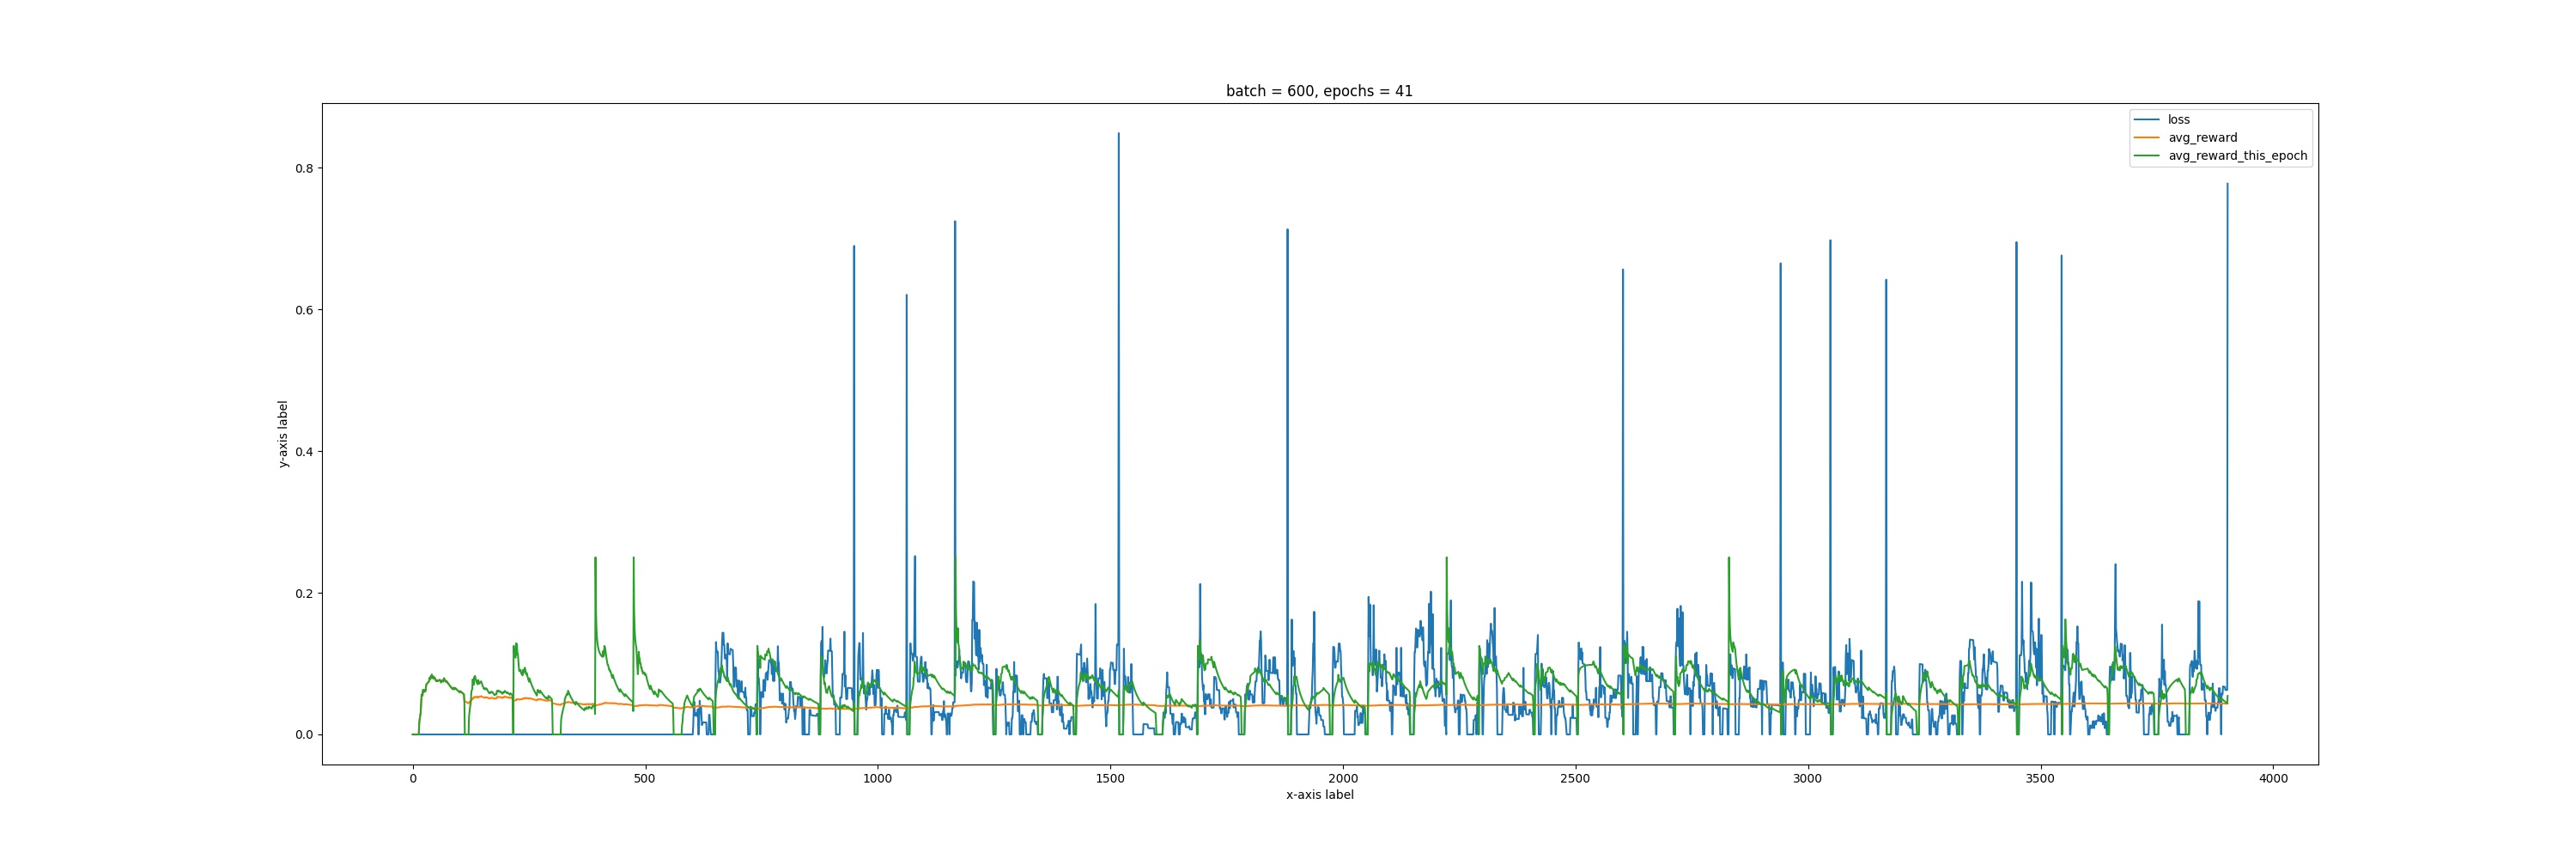 batch = 600, epochs = 41
loss
avg_reward
avg_reward_this_epoch
0.8
0.6
0.4
0.2
0.0
y-axis label
0 500 1000 1500 2000 2500 3000 3500 4000
x-axis label